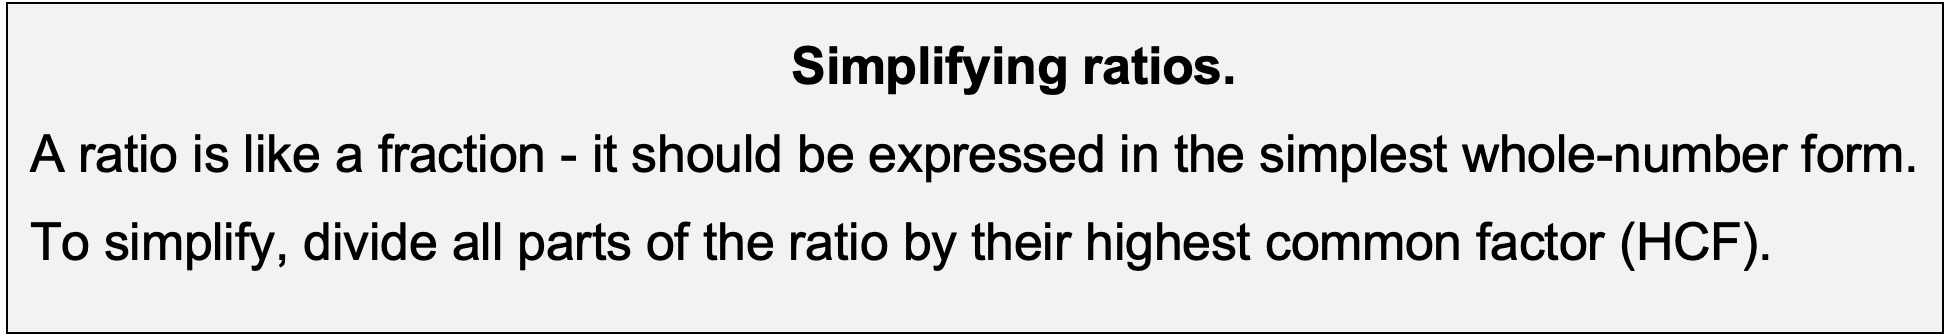 Simplifying ratios.
A ratio is like a fraction - it should be expressed in the simplest whole-number form.
To simplify, divide all parts of the ratio by their highest common factor (HCF).